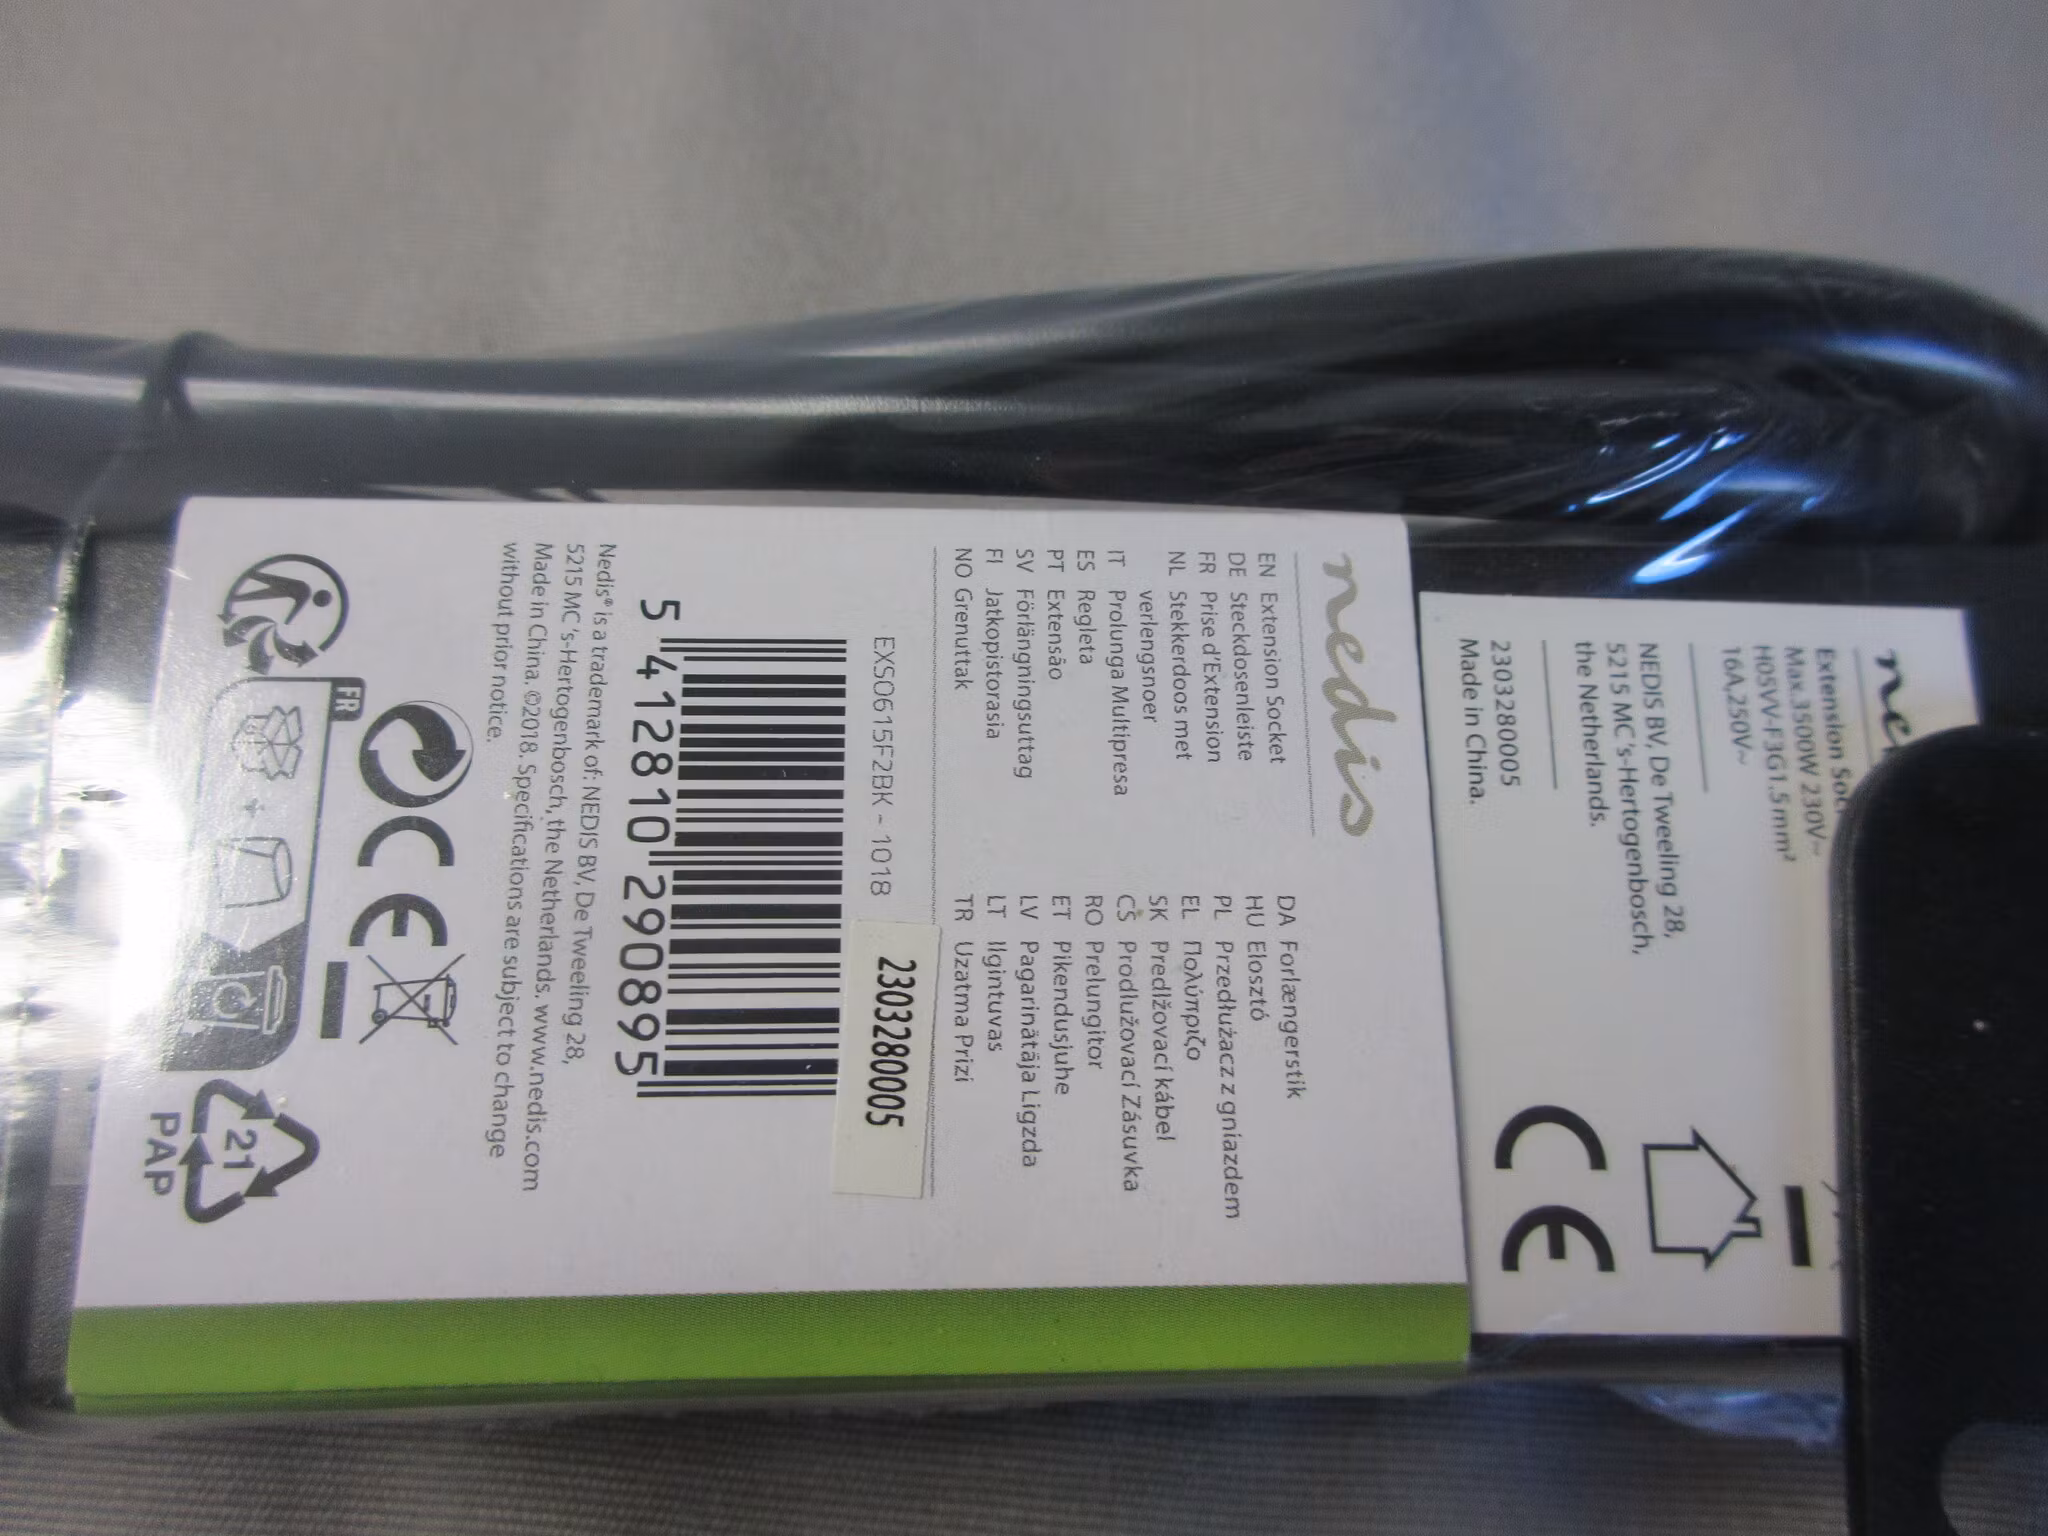 nedis
EN Extension Socket
DE Steckdosenleiste
FR Prise d'Extension
NL Stekkerdoos met
verlengsnoer
IT Prolunga Multipresa
ES Regleta
PT Extensão
SV Förlängningsuttag
FI Jatkopistorasia
NO Grenuttak
DA Forlængerstik
HU Elosztó
PL Przedłużacz z gniazdem
EL Πολύπριζο
SK Predlžovací kábel
CS Prodlužovací Zásuvka
RO Prelungitor
ET Pikendusjuhe
LV Pagarinātāja Ligzda
LT Ilgintuvas
TR Uzatma Prizi
EXSO615F2BK - 1018
2303280005
5 412810 290895
Nedis® is a trademark of: NEDIS BV, De Tweeling 28,
5215 MC 's-Hertogenbosch, the Netherlands. www.nedis.com
Made in China. ©2018. Specifications are subject to change
without prior notice.
CE
FR
21
PAP
Extension
Max.3500W 230V~
H05VV-F3G1.5mm²
16A,250V~
NEDIS BV, De Tweeling 28,
5215 MC 's-Hertogenbosch,
the Netherlands.
2303280005
Made in China.
CE